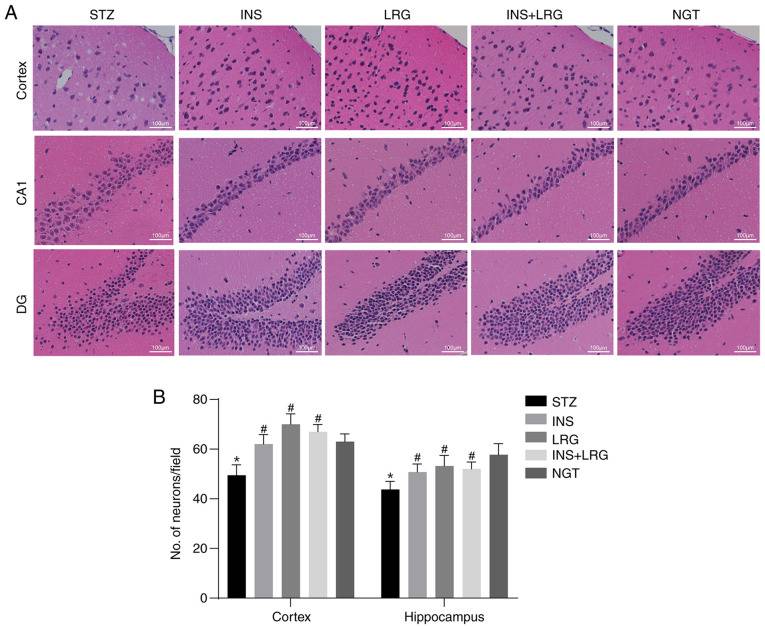 A
STZ INS LRG INS+LRG NGT
Cortex
100μm 100μm 100μm 100μm 100μm
CA1
100μm 100μm 100μm 100μm 100μm
DG
100μm 100μm 100μm 100μm 100μm
B
No. of neurons/field
80
60
40
20
0
* # # #
* # # #
Cortex Hippocampus
STZ
INS
LRG
INS+LRG
NGT